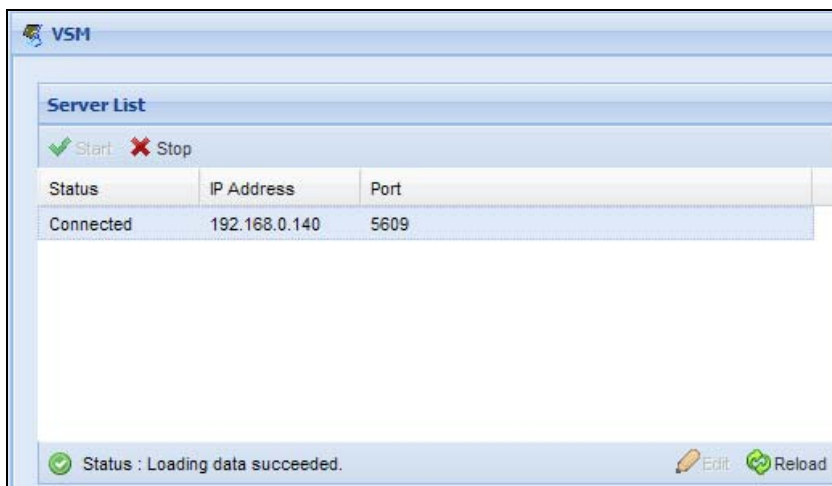 VSM
Server List
Start Stop
Status IP Address Port
Connected 192.168.0.140 5609
Status : Loading data succeeded. Edit Reload